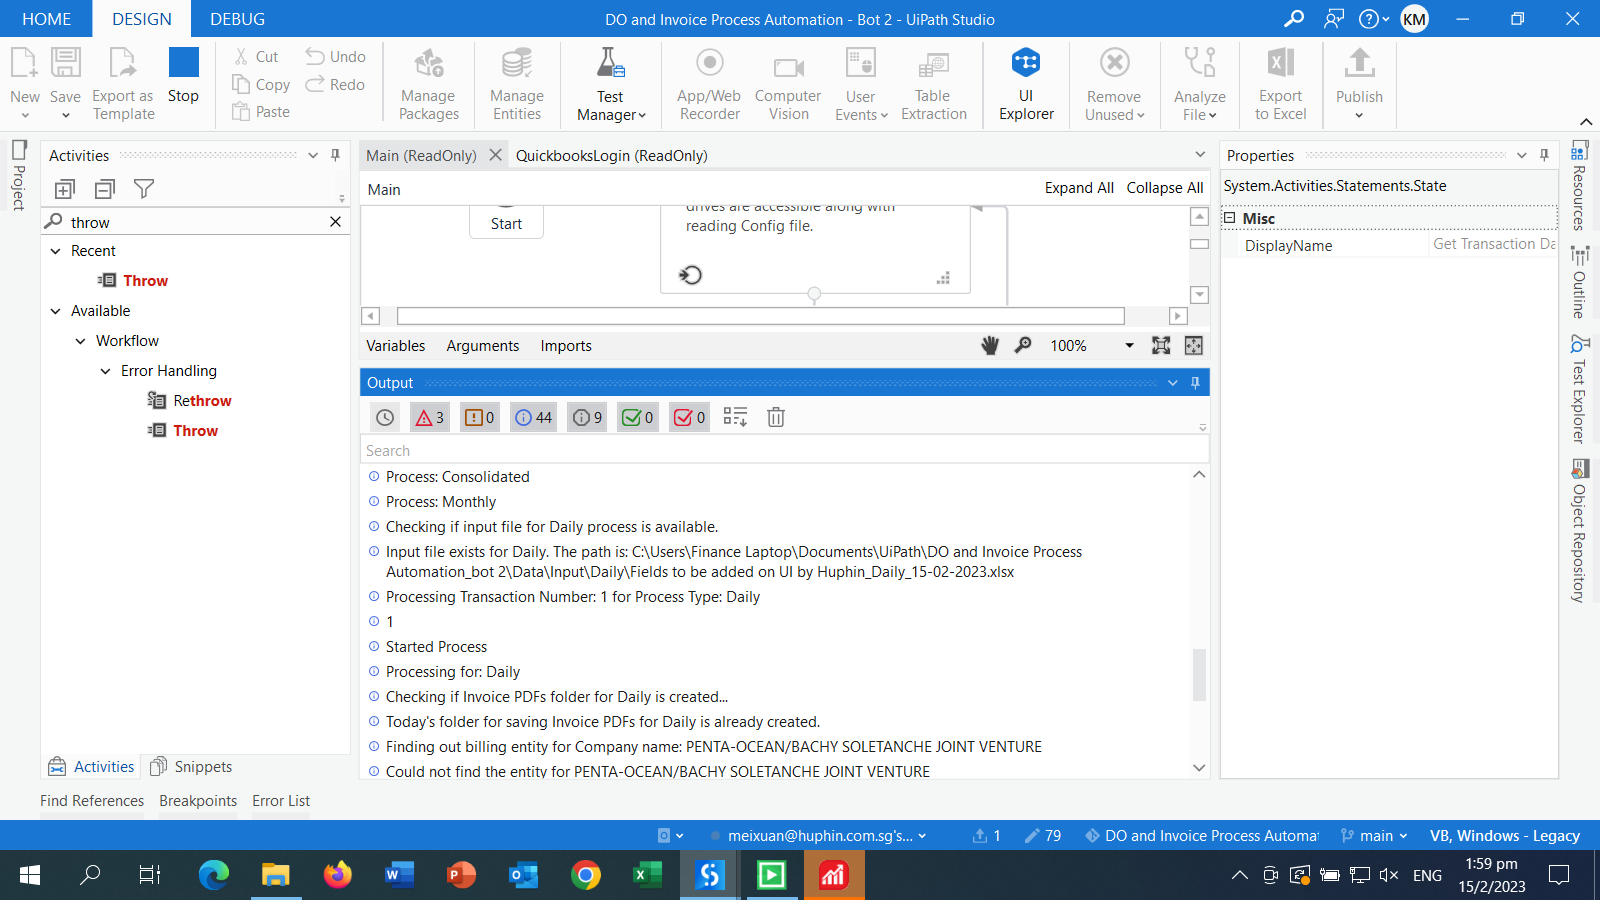 HOME
DESIGN
DEBUG
DO and Invoice Process Automation - Bot 2 - UiPath Studio
KM
New
Save
Export as Template
Stop
Cut
Copy
Paste
Undo
Redo
Manage Packages
Manage Entities
Test Manager
App/Web Recorder
Computer Vision
User Events
Table Extraction
UI Explorer
Remove Unused
Analyze File
Export to Excel
Publish
Project
Activities
throw
Recent
Throw
Available
Workflow
Error Handling
Rethrow
Throw
Activities
Snippets
Find References
Breakpoints
Error List
Main (ReadOnly)
QuickbooksLogin (ReadOnly)
Main
Expand All
Collapse All
Start
drives are accessible along with
reading Config file.
Variables
Arguments
Imports
100%
Output
3
0
44
9
0
0
Search
Process: Consolidated
Process: Monthly
Checking if input file for Daily process is available.
Input file exists for Daily. The path is: C:\Users\Finance Laptop\Documents\UiPath\DO and Invoice Process
Automation_bot 2\Data\Input\Daily\Fields to be added on UI by Huphin_Daily_15-02-2023.xlsx
Processing Transaction Number: 1 for Process Type: Daily
1
Started Process
Processing for: Daily
Checking if Invoice PDFs folder for Daily is created...
Today's folder for saving Invoice PDFs for Daily is already created.
Finding out billing entity for Company name: PENTA-OCEAN/BACHY SOLETANCHE JOINT VENTURE
Could not find the entity for PENTA-OCEAN/BACHY SOLETANCHE JOINT VENTURE
Properties
System.Activities.Statements.State
Misc
DisplayName
Get Transaction Da
Resources
Outline
Test Explorer
Object Repository
meixuan@huphin.com.sg's...
1
79
DO and Invoice Process Automat
main
VB, Windows - Legacy
ENG
1:59 pm
15/2/2023